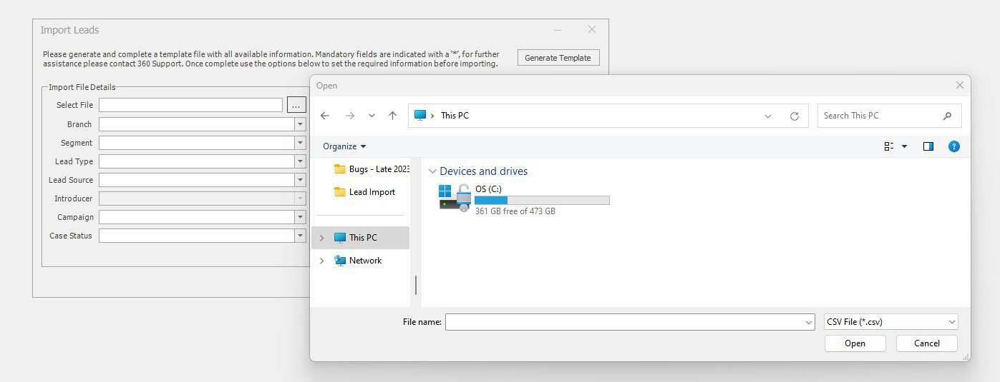 Import Leads
Please generate and complete a template file with all available information. Mandatory fields are indicated with a '*', for further
assistance please contact 360 Support. Once complete use the options below to set the required information before importing.
Generate Template
Import File Details
Select File
...
Branch
Segment
Lead Type
Lead Source
Introducer
Campaign
Case Status
Open
This PC
Search This PC
Organize
?
Bugs - Late 2023
Lead Import
This PC
Network
Devices and drives
OS (C:)
361 GB free of 473 GB
File name:
CSV File (*.csv)
Open
Cancel